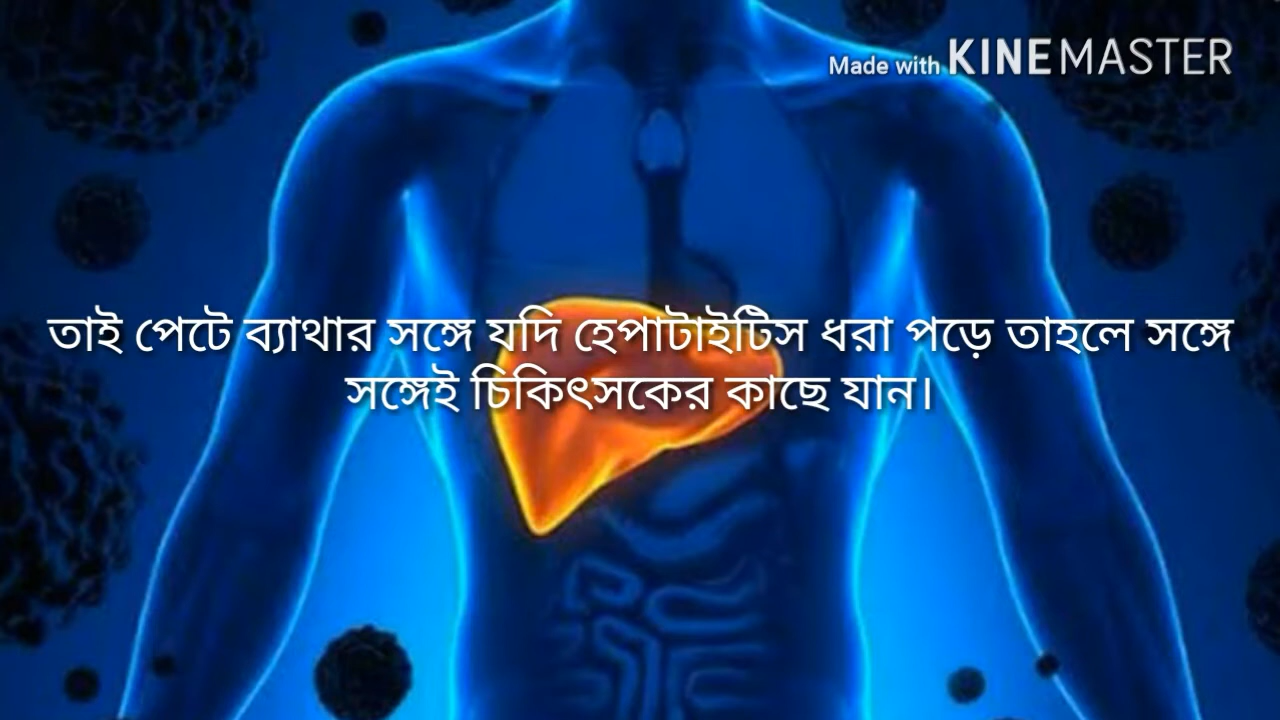 Made with KINEMASTER
তাই পেটে ব্যাথার সঙ্গে যদি হেপাটাইটিস ধরা পড়ে তাহলে সঙ্গে
সঙ্গেই চিকিৎসকের কাছে যান।